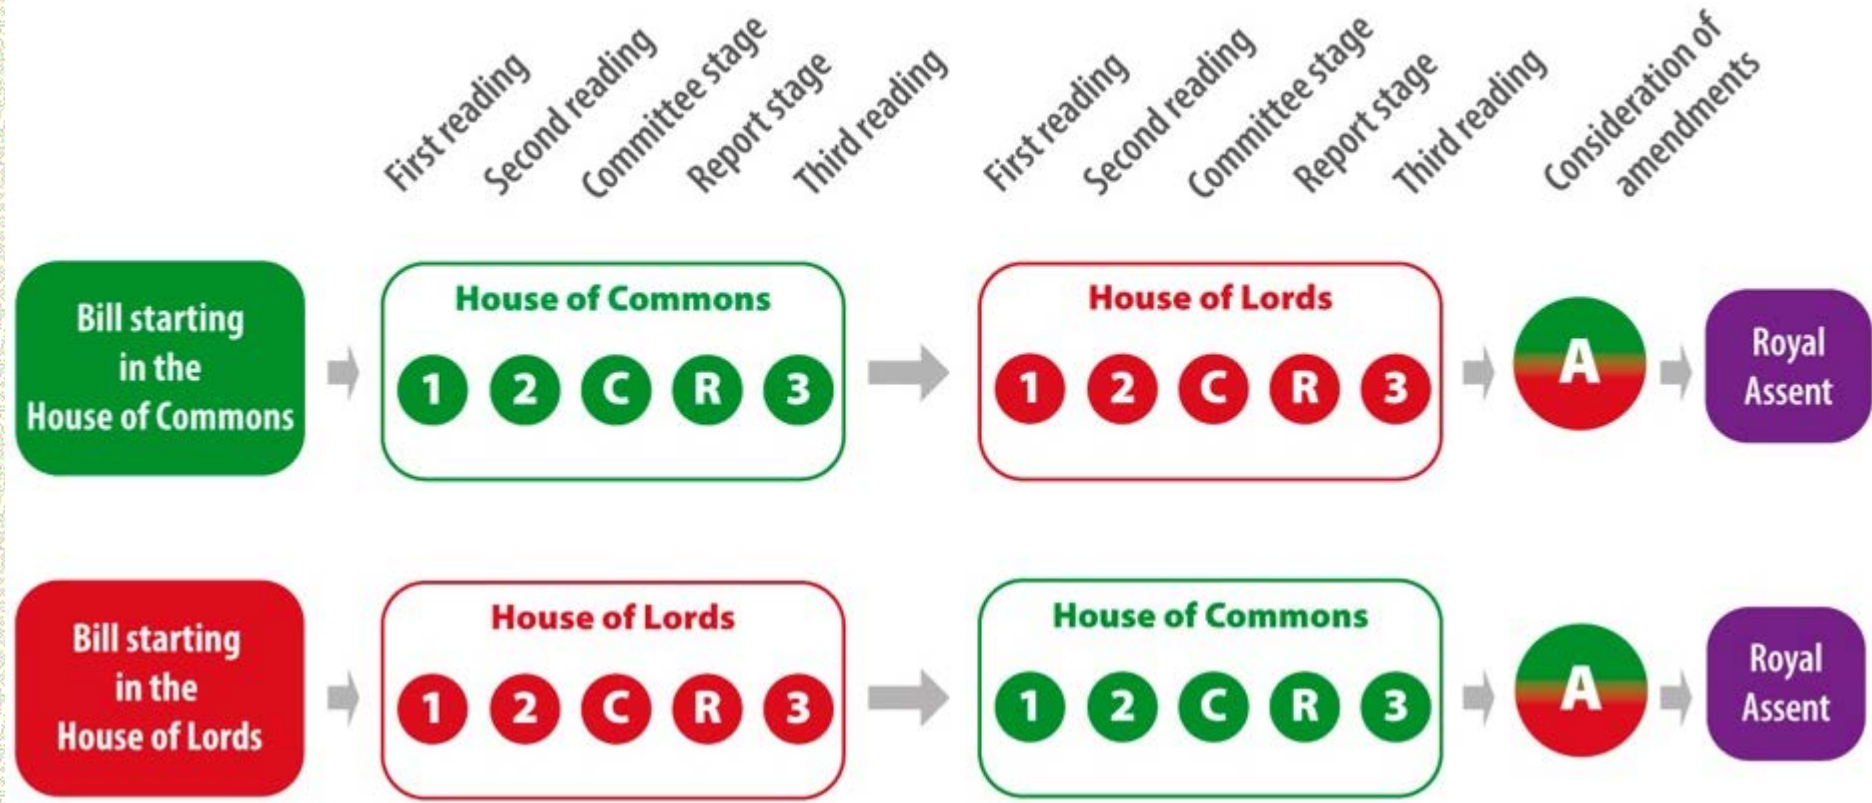 First reading
Second reading
Committee stage
Report stage
Third reading
First reading
Second reading
Committee stage
Report stage
Third reading
Consideration of
amendments
Bill starting
in the
House of Commons
House of Commons
1 2 C R 3
House of Lords
1 2 C R 3
A
Royal
Assent
Bill starting
in the
House of Lords
House of Lords
1 2 C R 3
House of Commons
1 2 C R 3
A
Royal
Assent